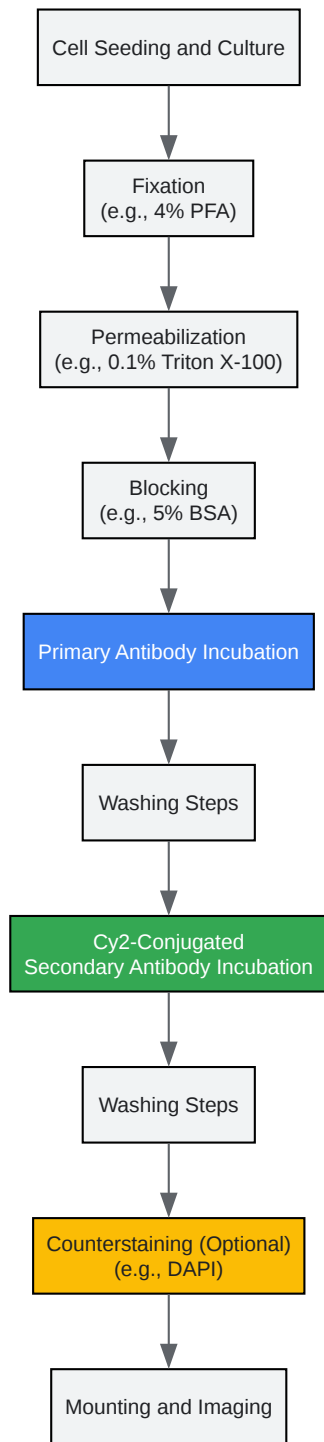 Cell Seeding and Culture
Fixation
(e.g., 4% PFA)
Permeabilization
(e.g., 0.1% Triton X-100)
Blocking
(e.g., 5% BSA)
Primary Antibody Incubation
Washing Steps
Cy2-Conjugated
Secondary Antibody Incubation
Washing Steps
Counterstaining (Optional)
(e.g., DAPI)
Mounting and Imaging